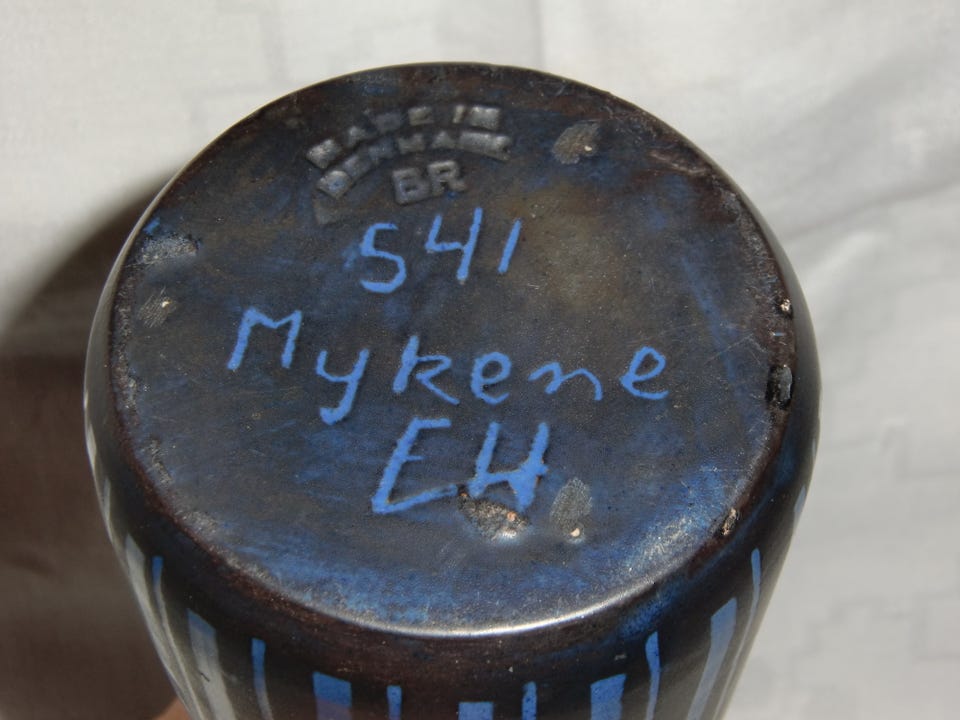 MADE IN
DENMARK
BR
541
Mykene
EH